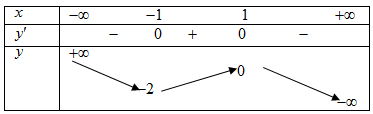 x −∞ −1 1 +∞
y' − 0 + 0 −
y +∞
0
−2
−∞